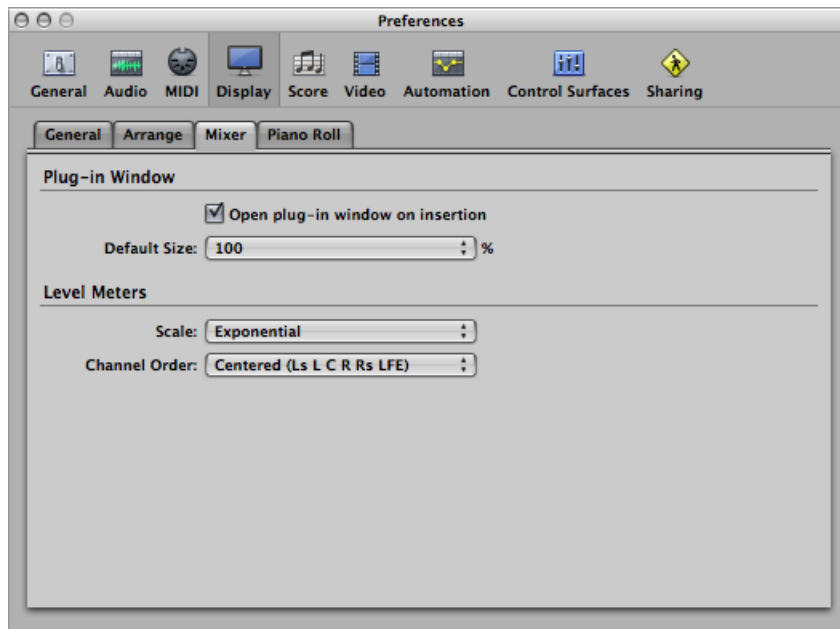 Preferences
General Audio MIDI Display Score Video Automation Control Surfaces Sharing
General Arrange Mixer Piano Roll
Plug-in Window
Open plug-in window on insertion
Default Size: 100 %
Level Meters
Scale: Exponential
Channel Order: Centered (Ls L C R Rs LFE)